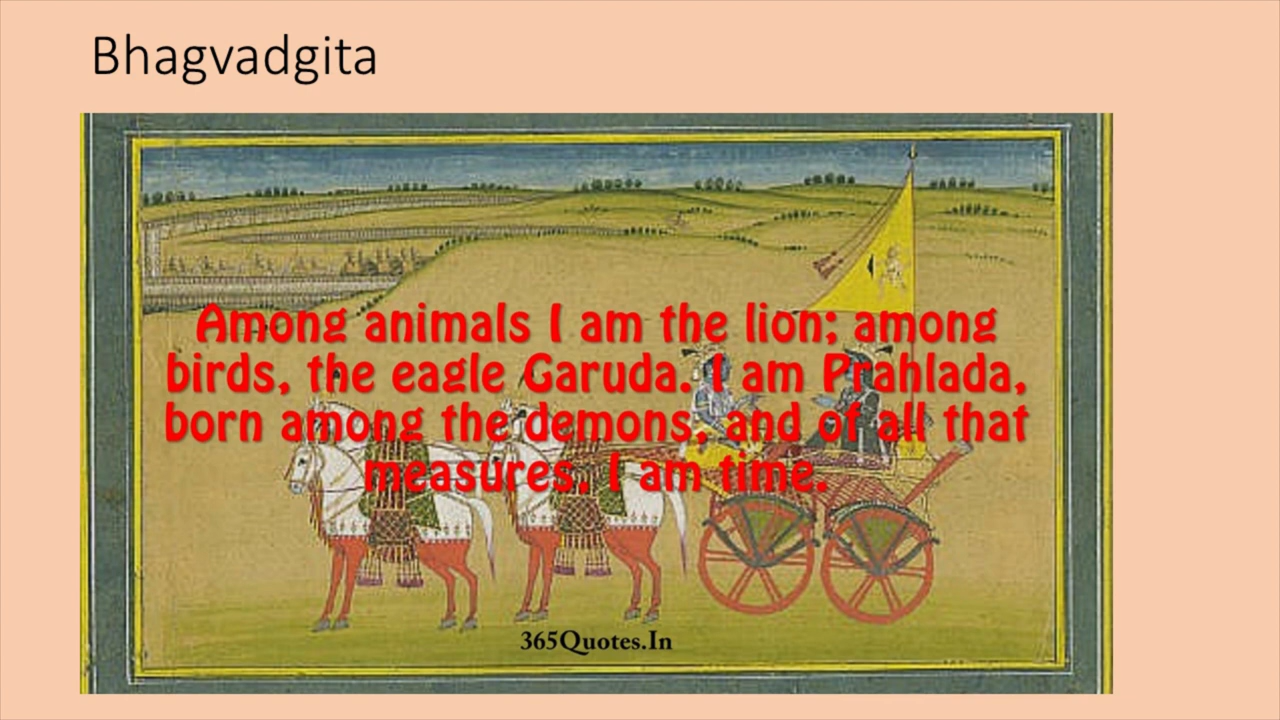 Bhagvadgita
Among animals I am the lion; among
birds, the eagle Garuda. I am Prahlada,
born among the demons, and of all that
measures, I am time.
365Quotes.In